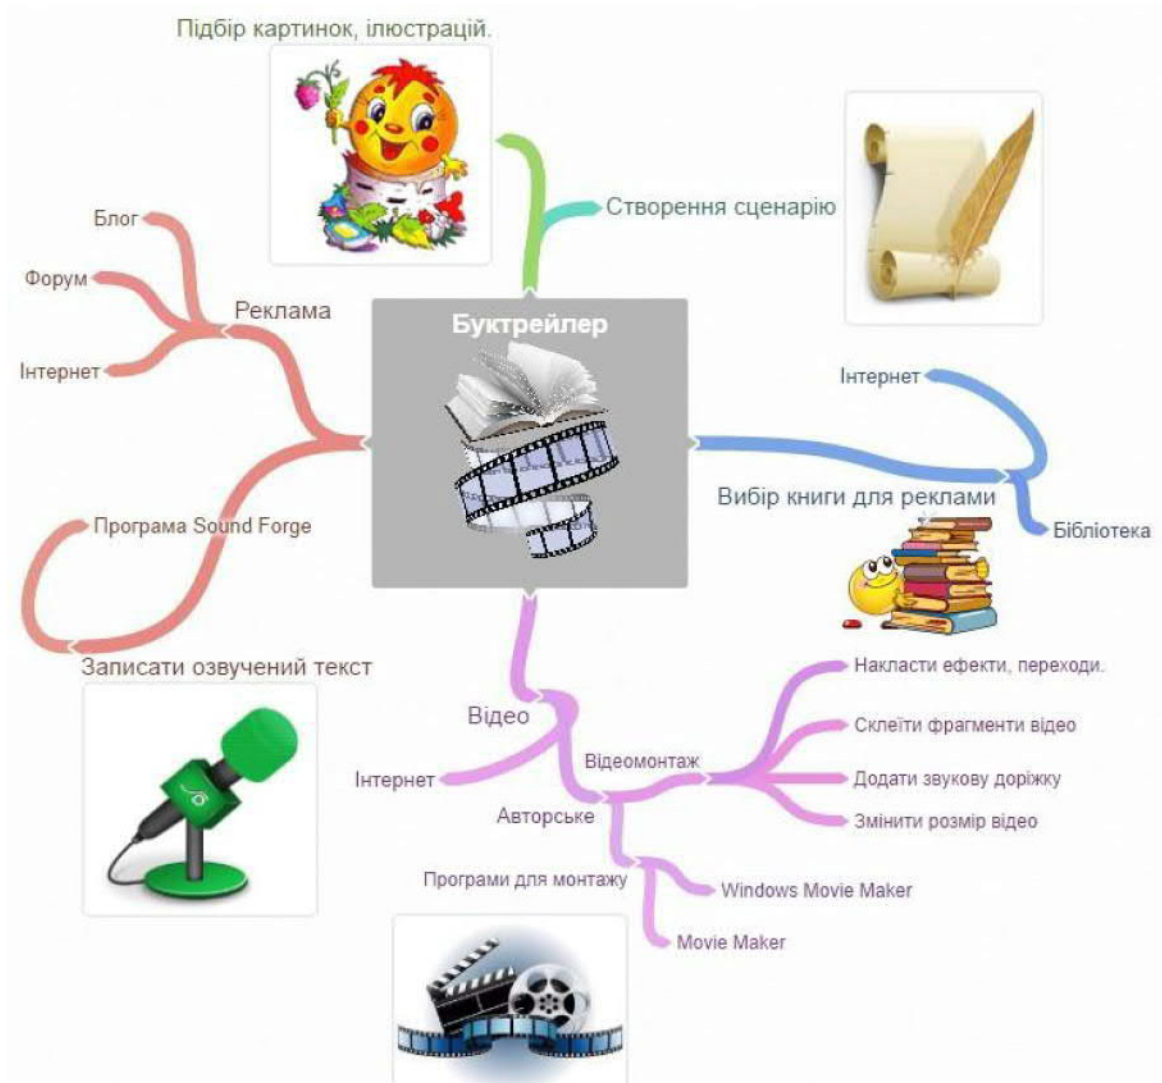 Підбір картинок, ілюстрацій.
Створення сценарію
Блог
Форум
Інтернет
Реклама
Буктрейлер
Інтернет
Вибір книги для реклами
Бібліотека
Програма Sound Forge
Записати озвучений текст
Відео
Інтернет
Авторське
Відеомонтаж
Накласти ефекти, переходи.
Склеїти фрагменти відео
Додати звукову доріжку
Змінити розмір відео
Програми для монтажу
Windows Movie Maker
Movie Maker